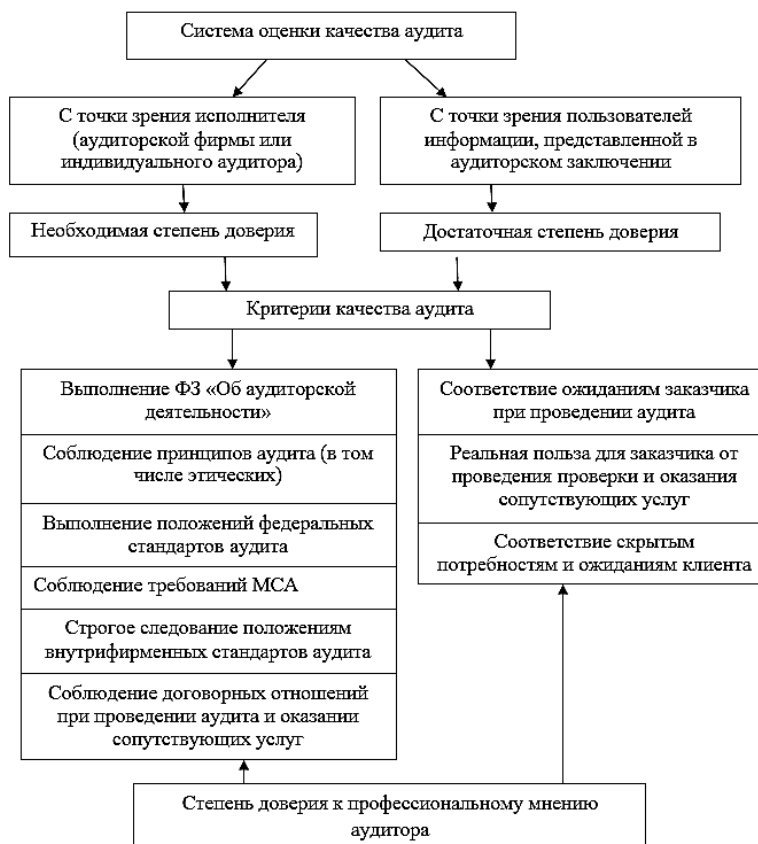 Система оценки качества аудита
С точки зрения исполнителя
(аудиторской фирмы или
индивидуального аудитора)
С точки зрения пользователей
информации, представленной в
аудиторском заключении
Необходимая степень доверия
Достаточная степень доверия
Критерии качества аудита
Выполнение ФЗ «Об аудиторской
деятельности»
Соблюдение принципов аудита (в том
числе этических)
Выполнение положений федеральных
стандартов аудита
Соблюдение требований МСА
Строгое следование положениям
внутрифирменных стандартов аудита
Соблюдение договорных отношений
при проведении аудита и оказании
сопутствующих услуг
Соответствие ожиданиям заказчика
при проведении аудита
Реальная польза для заказчика от
проведения проверки и оказания
сопутствующих услуг
Соответствие скрытым
потребностям и ожиданиям клиента
Степень доверия к профессиональному мнению
аудитора